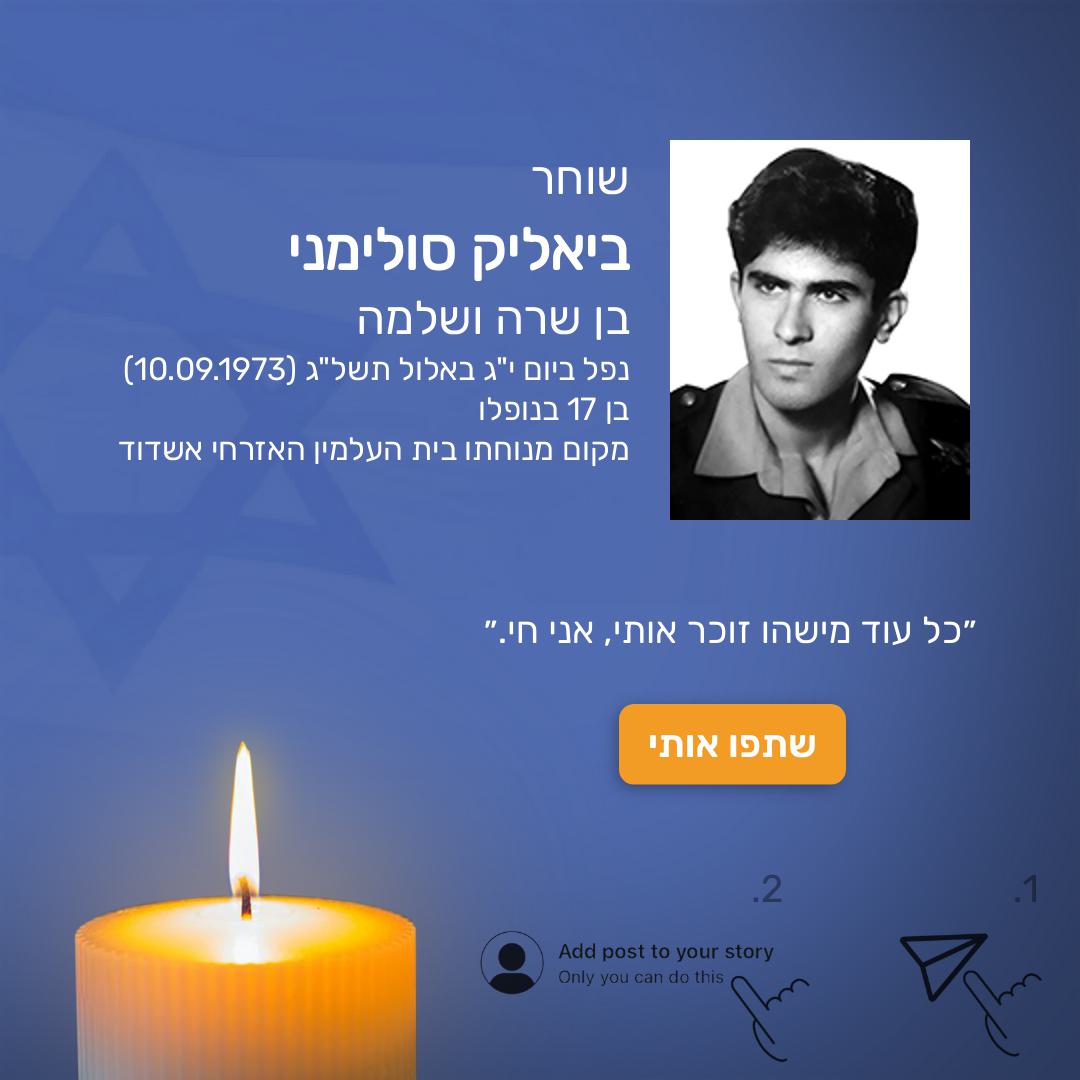 שוחר
ביאליק סולימני
בן שרה ושלמה
נפל ביום י"ג באלול תשל"ג (10.09.1973)
בן 17 בנופלו
מקום מנוחתו בית העלמין האזרחי אשדוד
״כל עוד מישהו זוכר אותי, אני חי.״
שתפו אותי
1.
2.
Add post to your story
Only you can do this